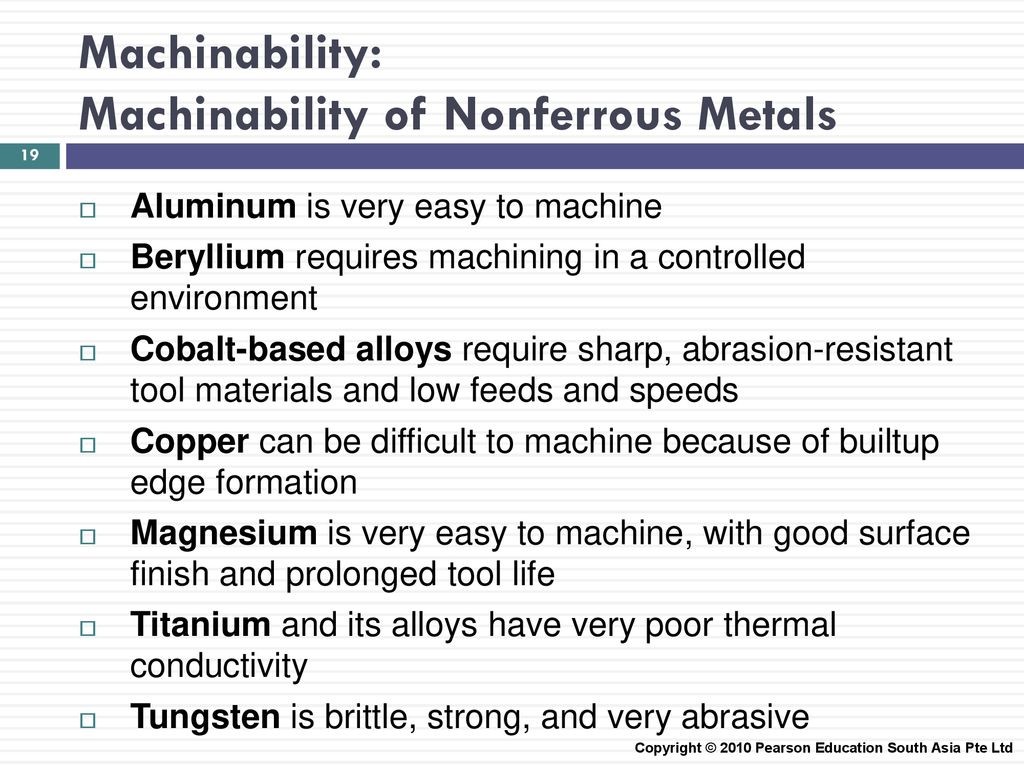 Machinability:
Machinability of Nonferrous Metals
19
Aluminum is very easy to machine
Beryllium requires machining in a controlled
environment
Cobalt-based alloys require sharp, abrasion-resistant
tool materials and low feeds and speeds
Copper can be difficult to machine because of builtup
edge formation
Magnesium is very easy to machine, with good surface
finish and prolonged tool life
Titanium and its alloys have very poor thermal
conductivity
Tungsten is brittle, strong, and very abrasive
Copyright © 2010 Pearson Education South Asia Pte Ltd